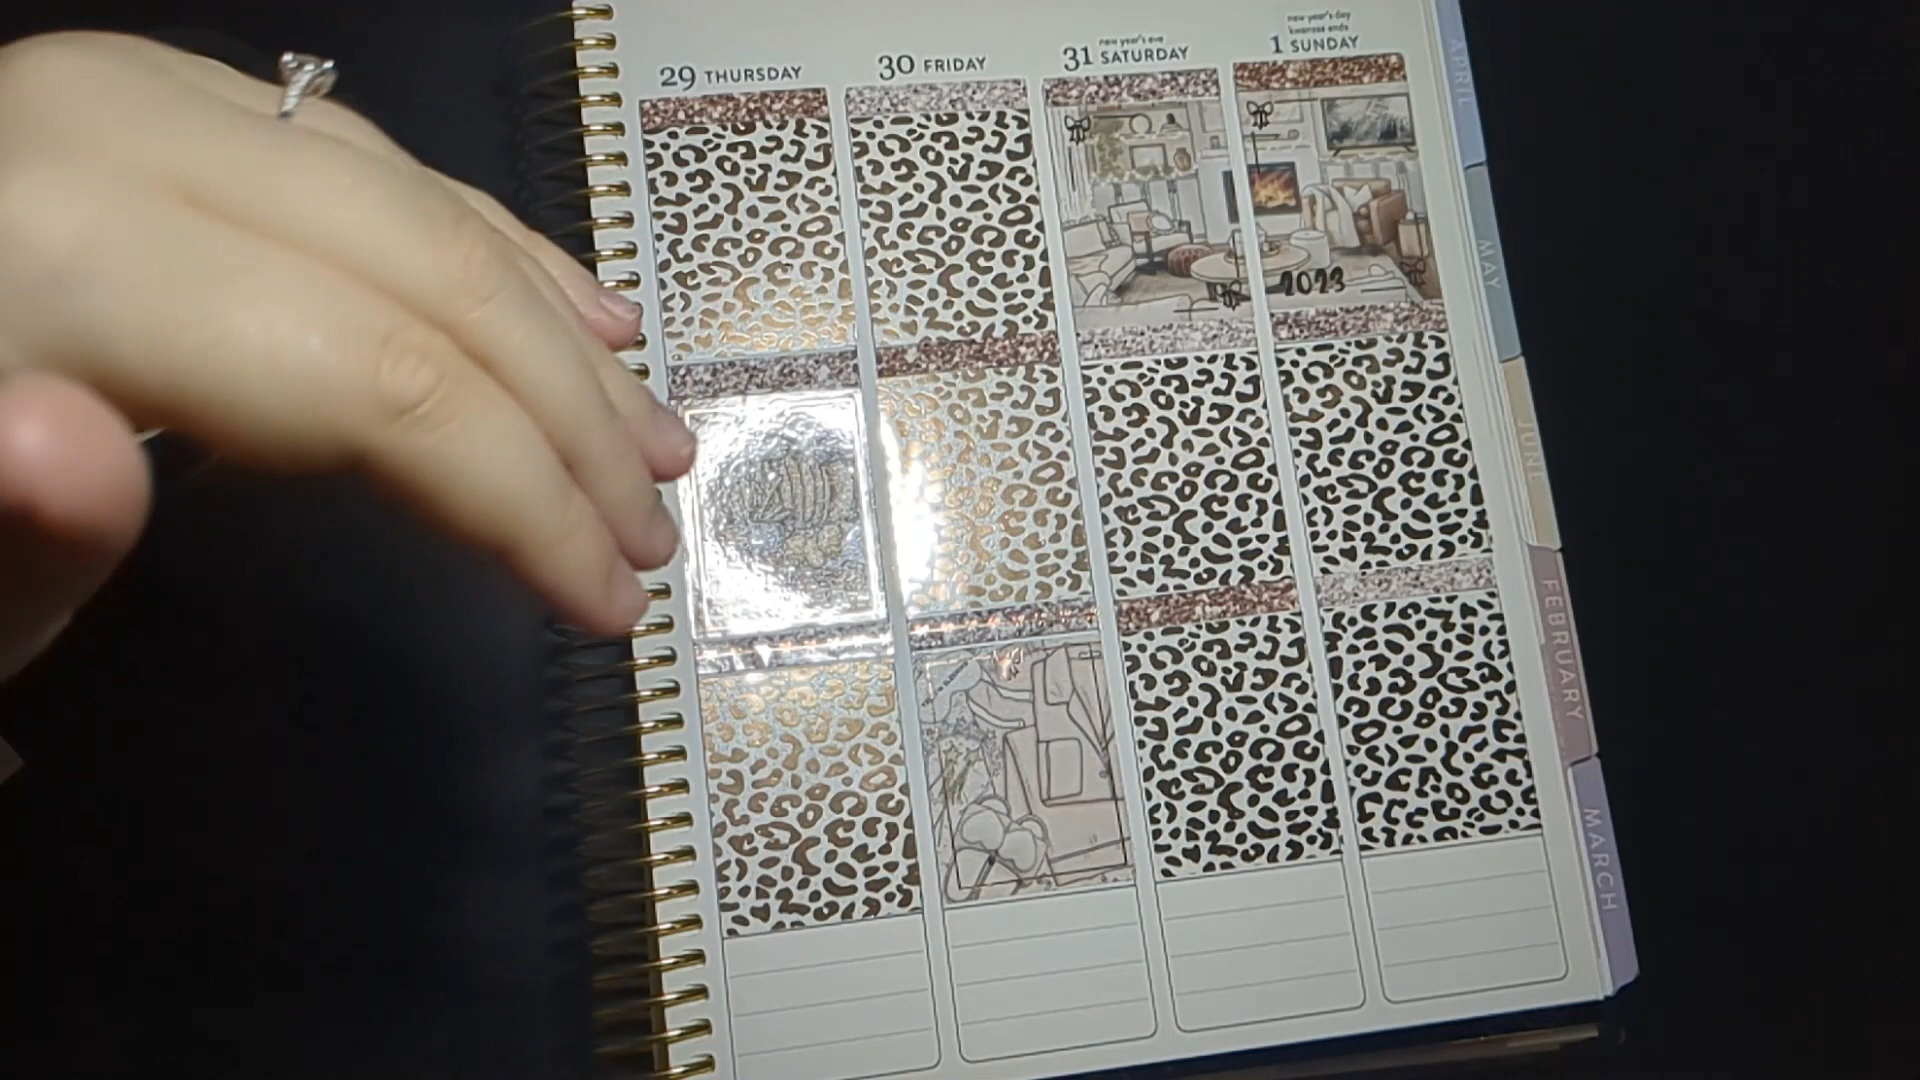 29 THURSDAY
30 FRIDAY
new year's eve
31 SATURDAY
new year's day
kwanzaa ends
1 SUNDAY
2023
APRIL
MAY
JUNE
FEBRUARY
MARCH